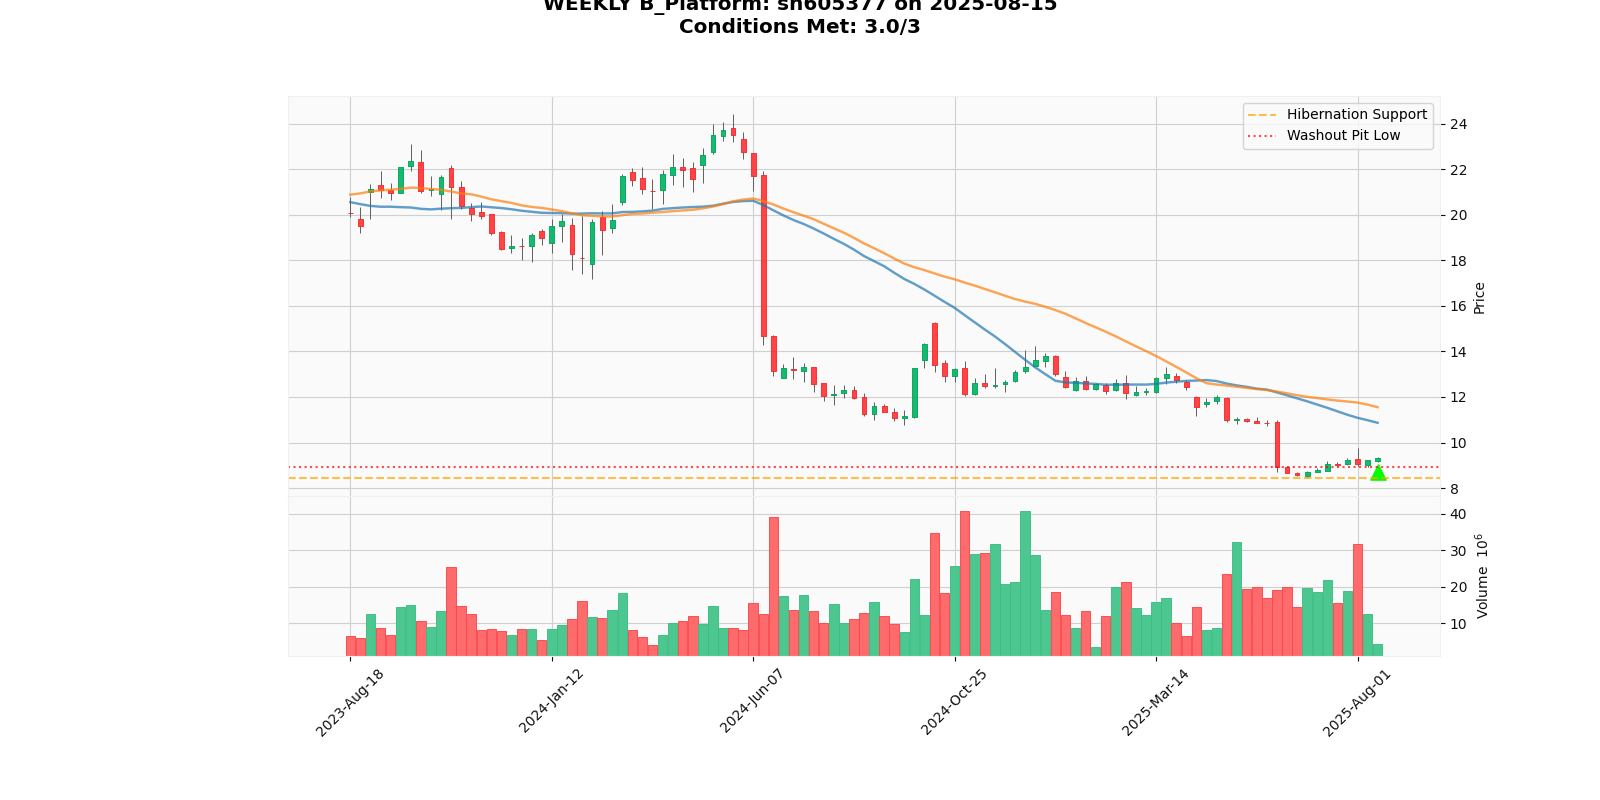 WEEKLY B_Platform: sh605377 on 2025-08-15
Conditions Met: 3.0/3
Hibernation Support
Washout Pit Low
24
22
20
18
16
14
12
10
8
Price
40
30
20
10
Volume 10^6
2023-Aug-18
2024-Jan-12
2024-Jun-07
2024-Oct-25
2025-Mar-14
2025-Aug-01